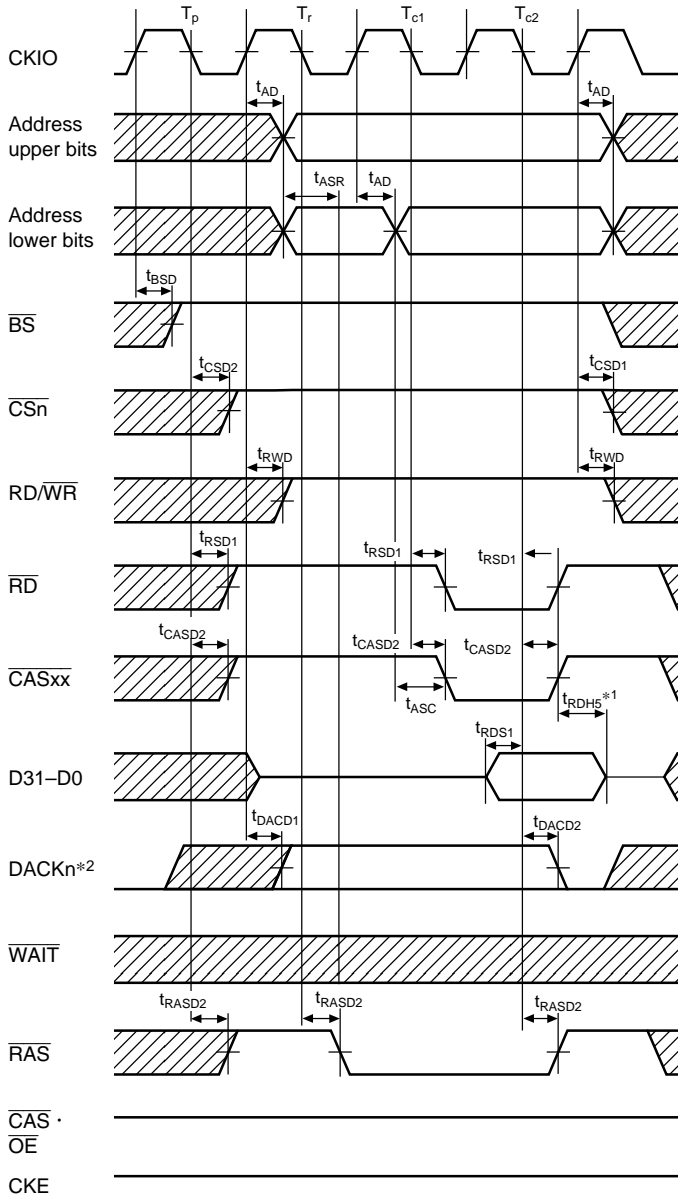 Tp Tr Tc1 Tc2
CKIO
tAD tAD
Address
upper bits
tASR tAD
Address
lower bits
tBSD
BS
tCSD2 tCSD1
CSn
tRWD tRWD
RD/WR
tRSD1 tRSD1 tRSD1
RD
tCASD2 tCASD2 tCASD2
CASxx
tASC tRDH5*1
tRDS1
D31–D0
tDACD1 tDACD2
DACKn*2
WAIT
tRASD2 tRASD2 tRASD2
RAS
CAS ·
OE
CKE